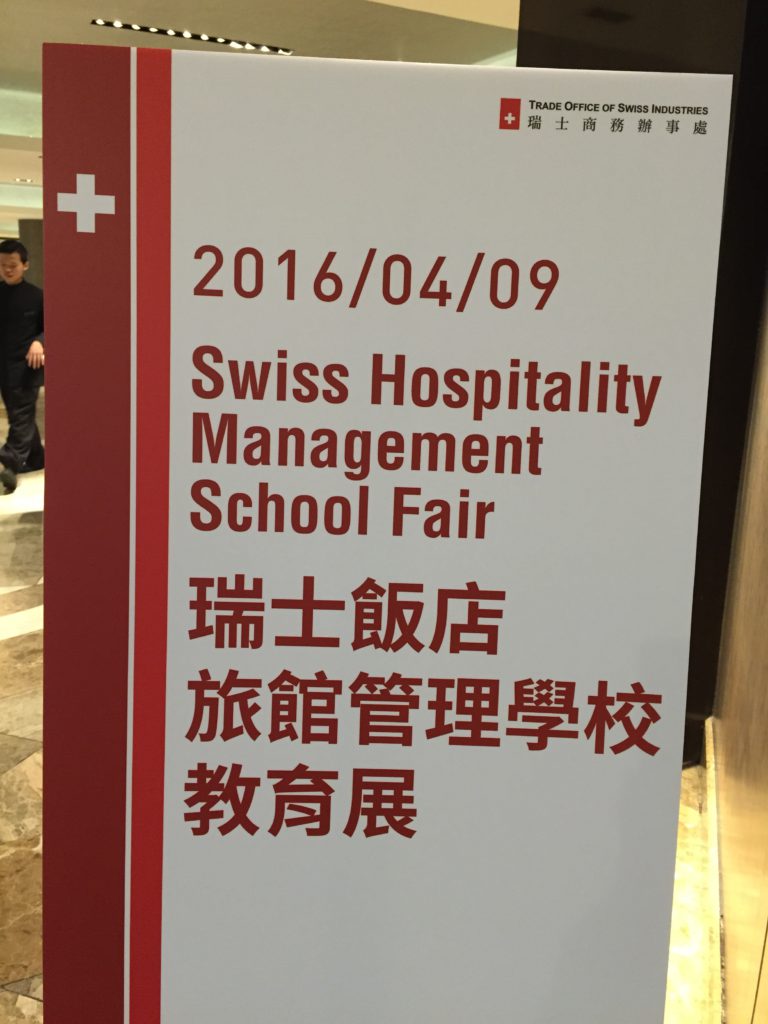 TRADE OFFICE OF SWISS INDUSTRIES
瑞士商務辦事處
2016/04/09
Swiss Hospitality
Management
School Fair
瑞士飯店
旅館管理學校
教育展